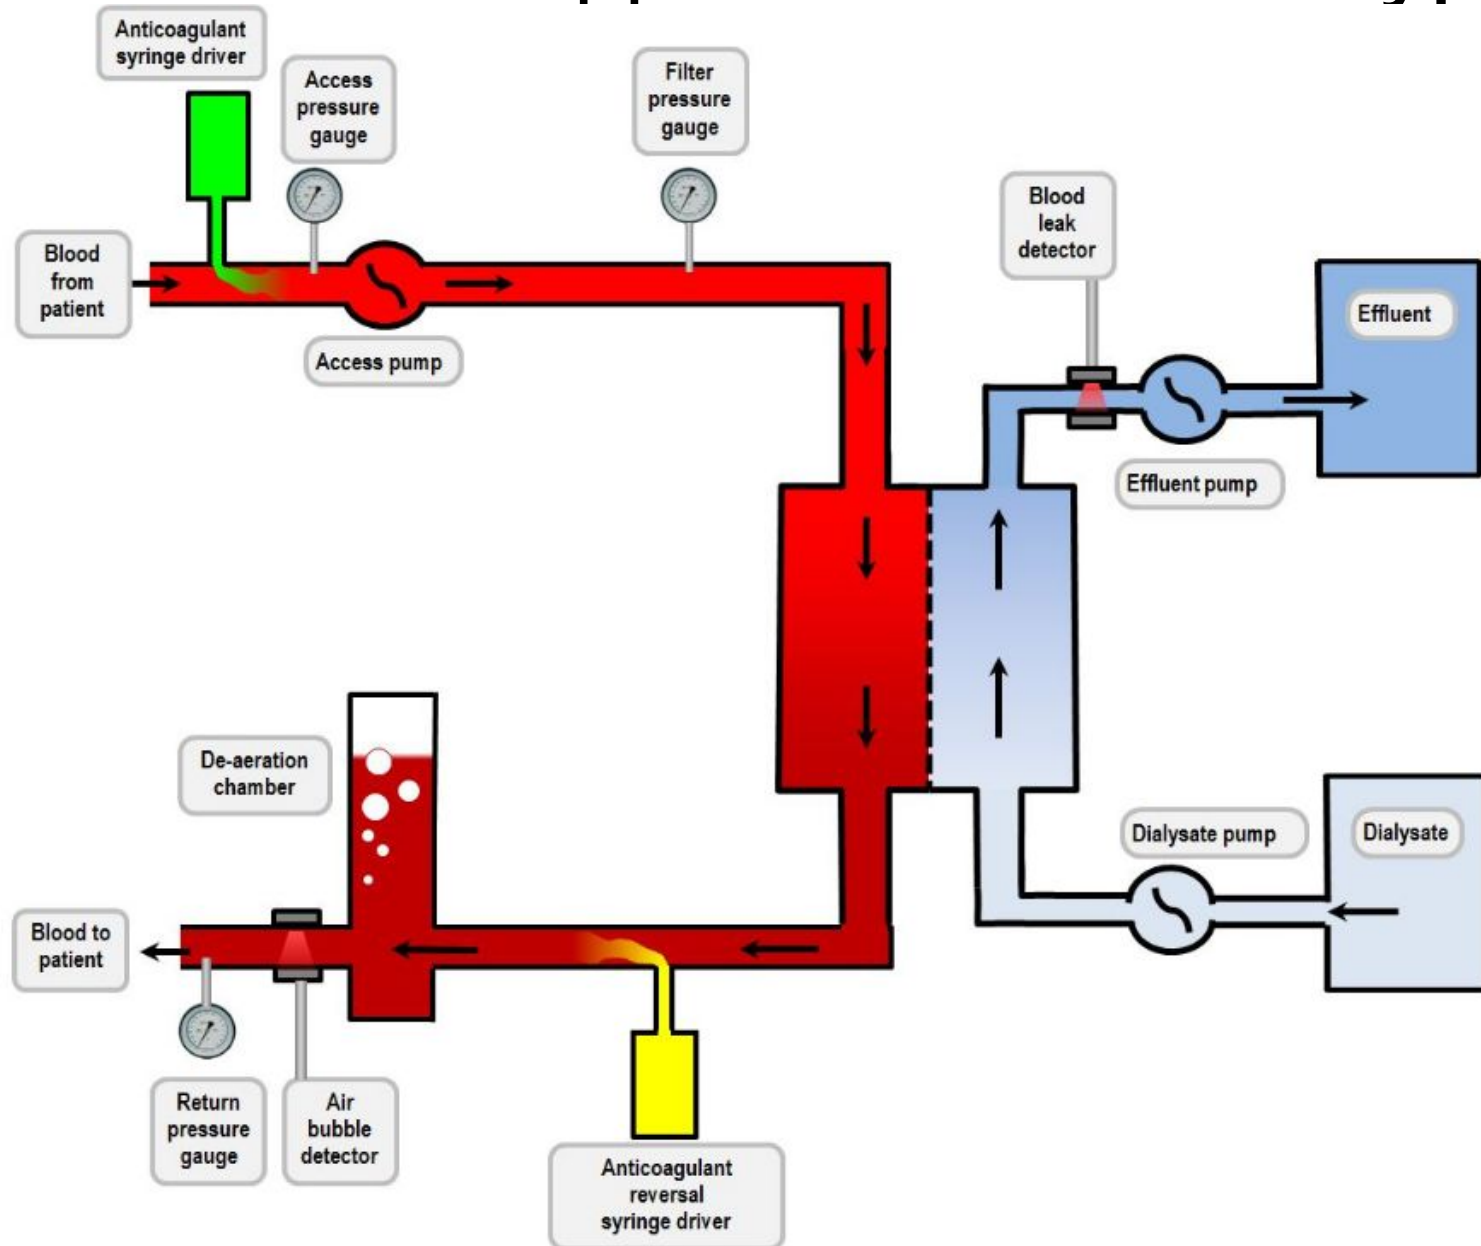 Anticoagulant
syringe driver
Access
pressure
gauge
Filter
pressure
gauge
Blood
leak
detector
Blood
from
patient
Effluent
Access pump
Effluent pump
De-aeration
chamber
Dialysate pump
Dialysate
Blood to
patient
Return
pressure
gauge
Air
bubble
detector
Anticoagulant
reversal
syringe driver